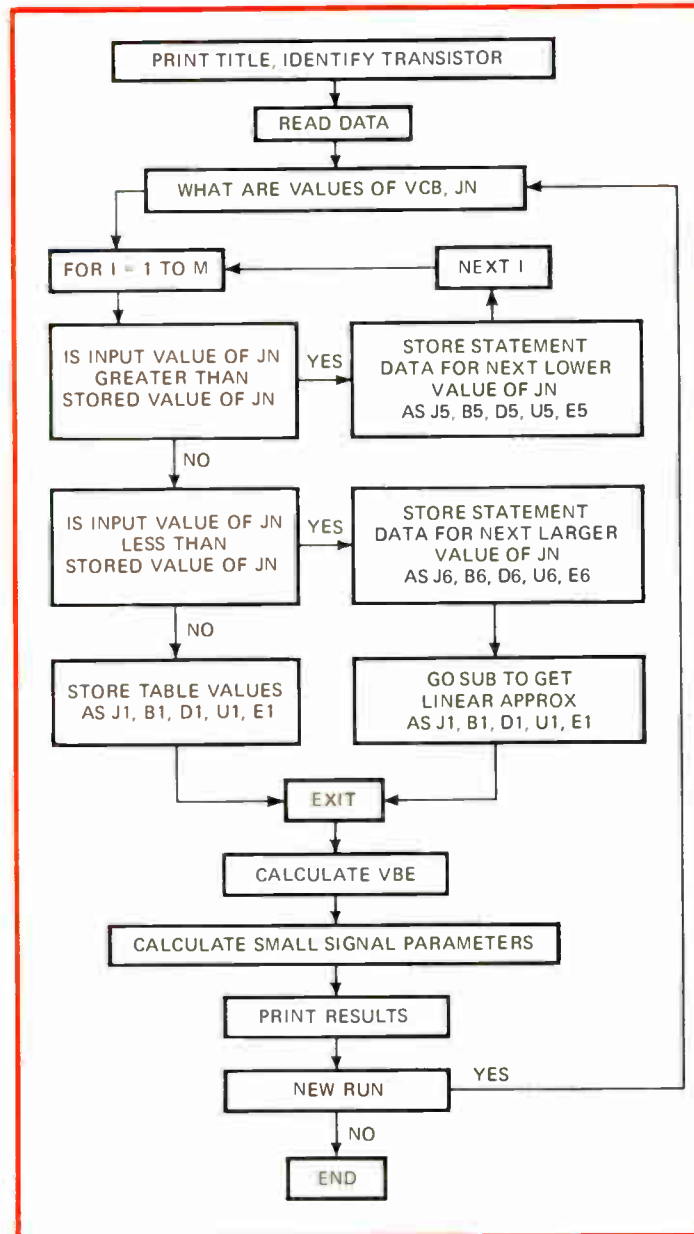 PRINT TITLE, IDENTIFY TRANSISTOR
READ DATA
WHAT ARE VALUES OF VCB, JN
FOR I = 1 TO M
NEXT I
IS INPUT VALUE OF JN
GREATER THAN
STORED VALUE OF JN
YES
STORE STATEMENT
DATA FOR NEXT LOWER
VALUE OF JN
AS J5, B5, D5, U5, E5
NO
IS INPUT VALUE OF JN
LESS THAN
STORED VALUE OF JN
YES
STORE STATEMENT
DATA FOR NEXT LARGER
VALUE OF JN
AS J6, B6, D6, U6, E6
NO
STORE TABLE VALUES
AS J1, B1, D1, U1, E1
GO SUB TO GET
LINEAR APPROX
AS J1, B1, D1, U1, E1
EXIT
CALCULATE VBE
CALCULATE SMALL SIGNAL PARAMETERS
PRINT RESULTS
NEW RUN
YES
NO
END